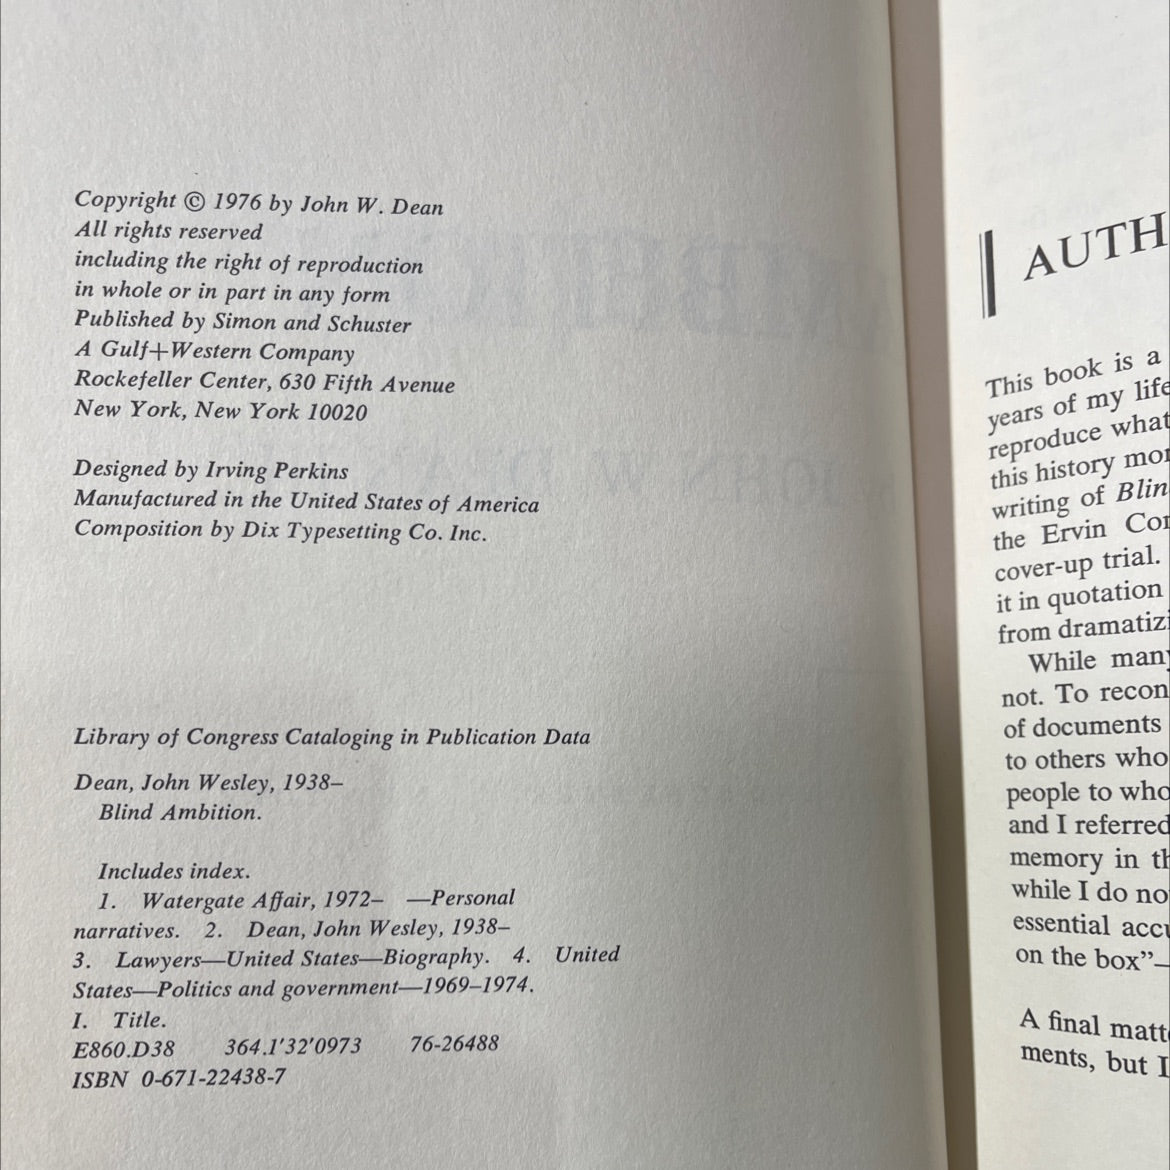 Copyright © 1976 by John W. Dean
All rights reserved
including the right of reproduction
in whole or in part in any form
Published by Simon and Schuster
A Gulf+Western Company
Rockefeller Center, 630 Fifth Avenue
New York, New York 10020
Designed by Irving Perkins
Manufactured in the United States of America
Composition by Dix Typesetting Co. Inc.
Library of Congress Cataloging in Publication Data
Dean, John Wesley, 1938–
Blind Ambition.
Includes index.
1. Watergate Affair, 1972– —Personal
narratives. 2. Dean, John Wesley, 1938–
3. Lawyers—United States—Biography. 4. United
States—Politics and government—1969–1974.
I. Title.
E860.D38 364.1'32'0973 76-26488
ISBN 0-671-22438-7
AUTH
This book is a
years of my life
reproduce what
this history mor
writing of Blin
the Ervin Cor
cover-up trial.
it in quotation
from dramatizi
While many
not. To recon
of documents
to others who
people to who
and I referred
memory in th
while I do no
essential accu
on the box”—
A final matte
ments, but I